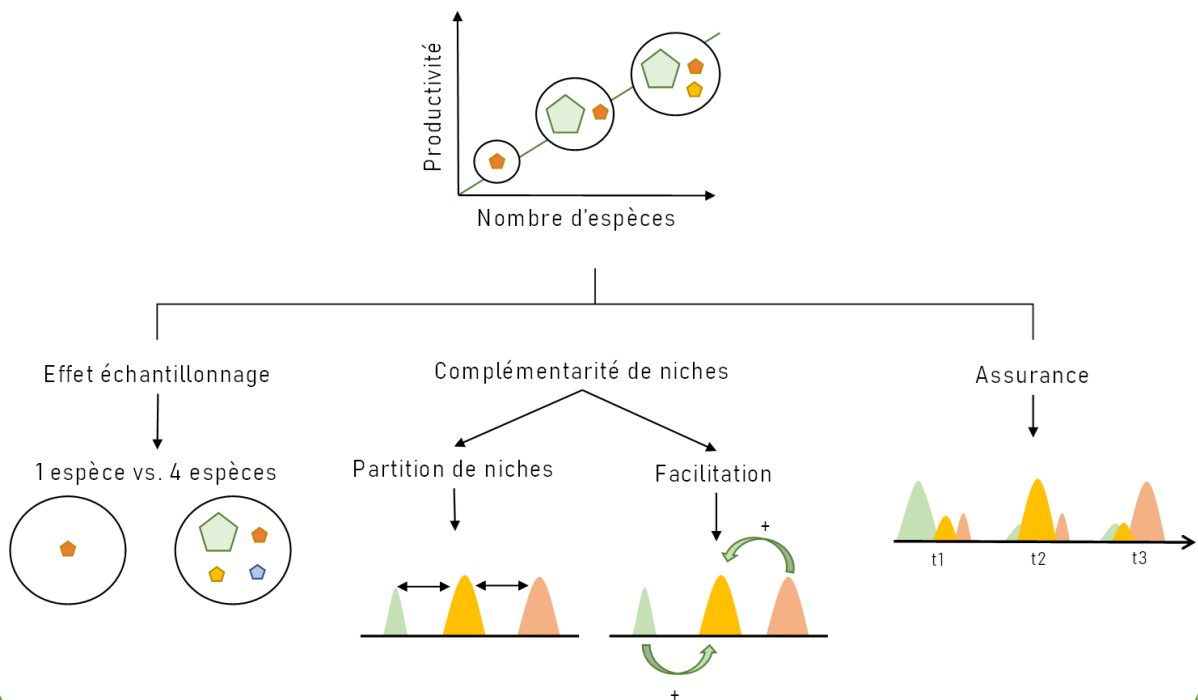 Productivité
Nombre d'espèces
Effet échantillonnage
Complémentarité de niches
Assurance
1 espèce vs. 4 espèces
Partition de niches
Facilitation
+
t1
t2
t3
+